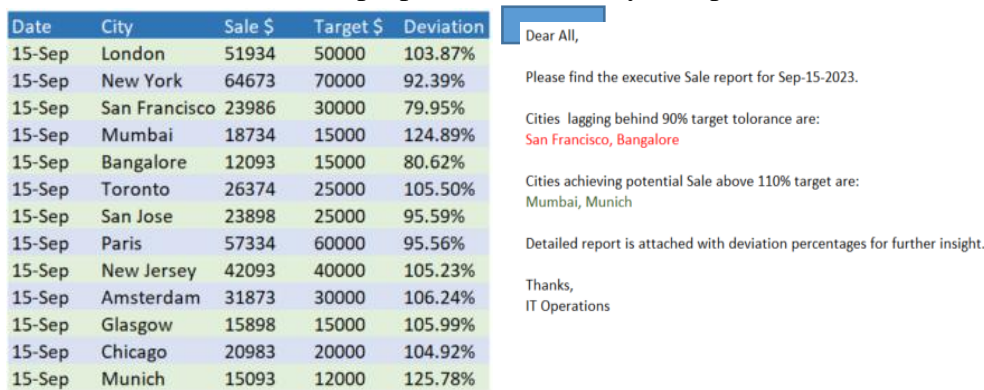 Date City Sale $ Target $ Deviation
15-Sep London 51934 50000 103.87%
15-Sep New York 64673 70000 92.39%
15-Sep San Francisco 23986 30000 79.95%
15-Sep Mumbai 18734 15000 124.89%
15-Sep Bangalore 12093 15000 80.62%
15-Sep Toronto 26374 25000 105.50%
15-Sep San Jose 23898 25000 95.59%
15-Sep Paris 57334 60000 95.56%
15-Sep New Jersey 42093 40000 105.23%
15-Sep Amsterdam 31873 30000 106.24%
15-Sep Glasgow 15898 15000 105.99%
15-Sep Chicago 20983 20000 104.92%
15-Sep Munich 15093 12000 125.78%
Dear All,
Please find the executive Sale report for Sep-15-2023.
Cities lagging behind 90% target tolorance are:
San Francisco, Bangalore
Cities achieving potential Sale above 110% target are:
Mumbai, Munich
Detailed report is attached with deviation percentages for further insight.
Thanks,
IT Operations